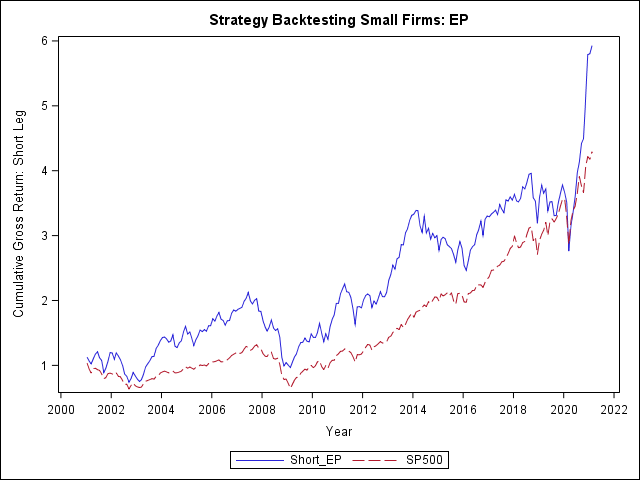 Strategy Backtesting Small Firms: EP
Cumulative Gross Return: Short Leg
6
5
4
3
2
1
2000 2002 2004 2006 2008 2010 2012 2014 2016 2018 2020 2022
Year
Short_EP SP500